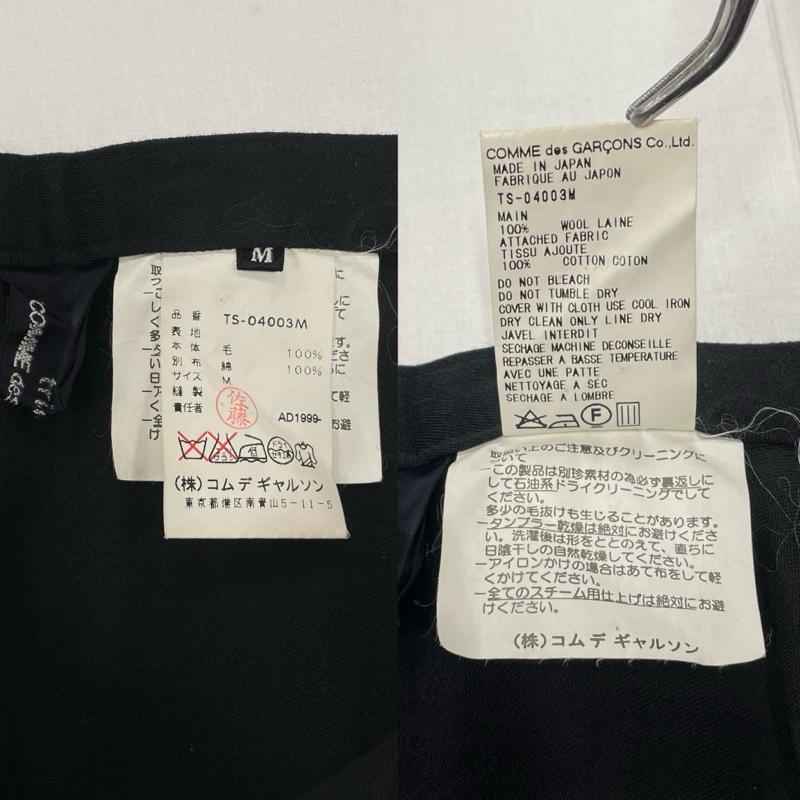 M
品番 TS-04003M
表地
本体 毛 100%
別布 綿 100%
サイズ M
縫製
責任者
佐藤
AD1999
低
(株)コムデギャルソン
東京都港区南青山5-11-5
COMME des
COMME des GARÇONS Co.,Ltd.
MADE IN JAPAN
FABRIQUE AU JAPON
TS-04003M
MAIN
100% WOOL LAINE
ATTACHED FABRIC
TISSU AJOUTE
100% COTTON COTON
DO NOT BLEACH
DO NOT TUMBLE DRY
COVER WITH CLOTH USE COOL IRON
DRY CLEAN ONLY LINE DRY
JAVEL INTERDIT
SECHAGE MACHINE DECONSEILLE
REPASSER A BASSE TEMPERATURE
AVEC UNE PATTE
NETTOYAGE A SEC
SECHAGE A LOMBRE
F
取扱い上のご注意及びクリーニングに
ついて
—この製品は別珍素材の為必ず裏返しに
して石油系ドライクリーニングでして
ください。
多少の毛抜けも生じることがあります。
—タンブラー乾燥は絶対にお避けくださ
い。洗濯後は形をととのえて、直ちに
日陰干しの自然乾燥してください。
—アイロンかけの場合はあて布をして軽
くかけてください。
—全てのスチーム用仕上げは絶対にお避
けください。
(株)コムデギャルソン